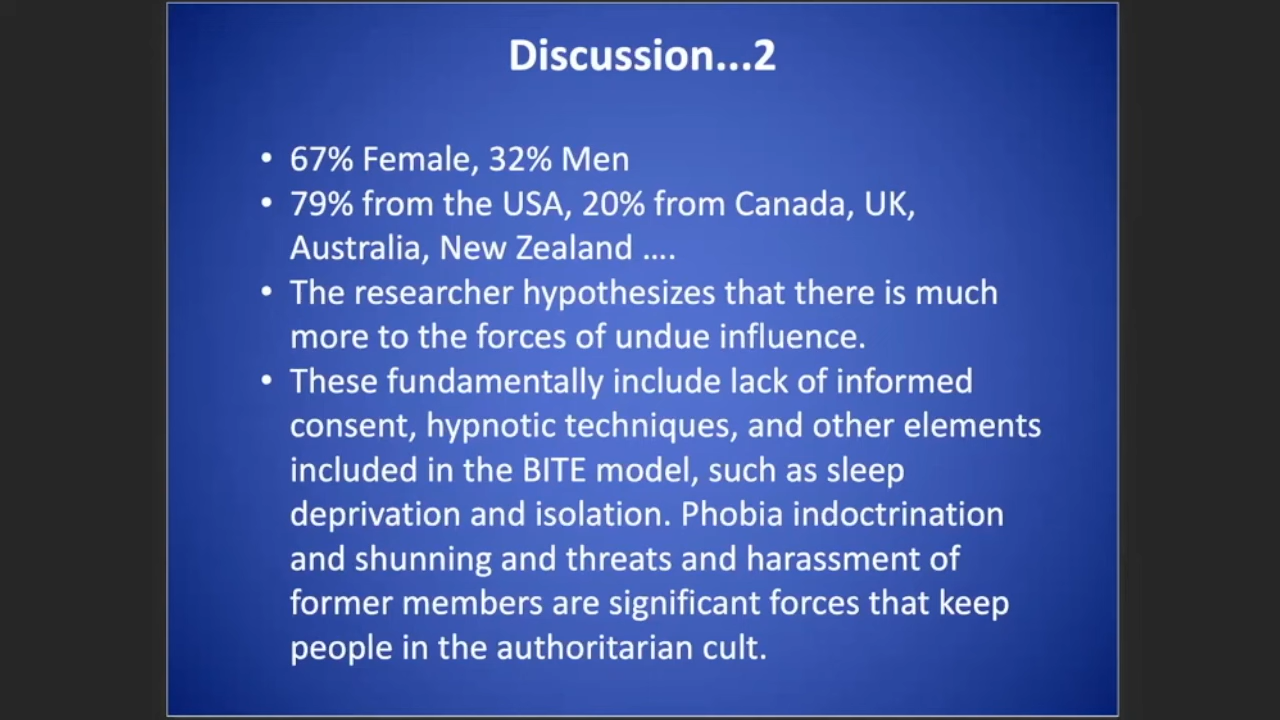 Discussion...2
• 67% Female, 32% Men
• 79% from the USA, 20% from Canada, UK,
Australia, New Zealand ....
• The researcher hypothesizes that there is much
more to the forces of undue influence.
• These fundamentally include lack of informed
consent, hypnotic techniques, and other elements
included in the BITE model, such as sleep
deprivation and isolation. Phobia indoctrination
and shunning and threats and harassment of
former members are significant forces that keep
people in the authoritarian cult.